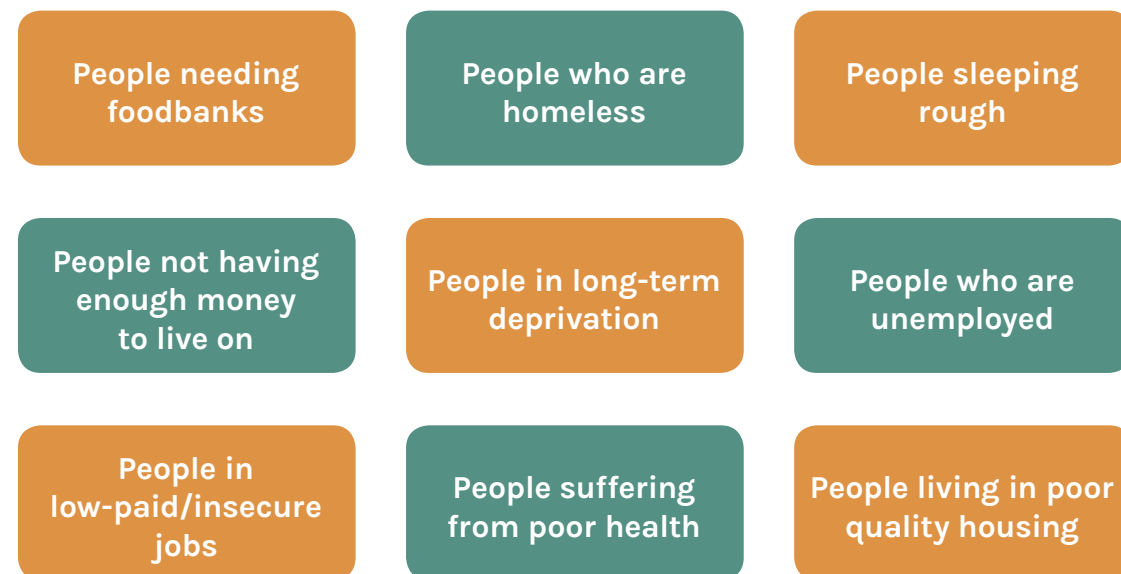 People needing
foodbanks
People who are
homeless
People sleeping
rough
People not having
enough money
to live on
People in long-term
deprivation
People who are
unemployed
People in
low-paid/insecure
jobs
People suffering
from poor health
People living in poor
quality housing